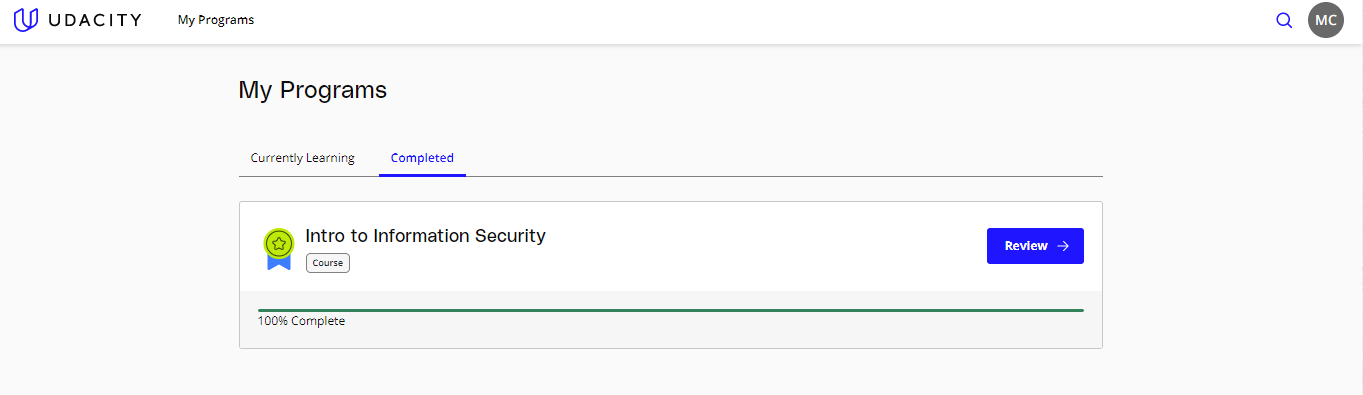 UDACITY My Programs MC
My Programs
Currently Learning Completed
Intro to Information Security
Course
Review
100% Complete